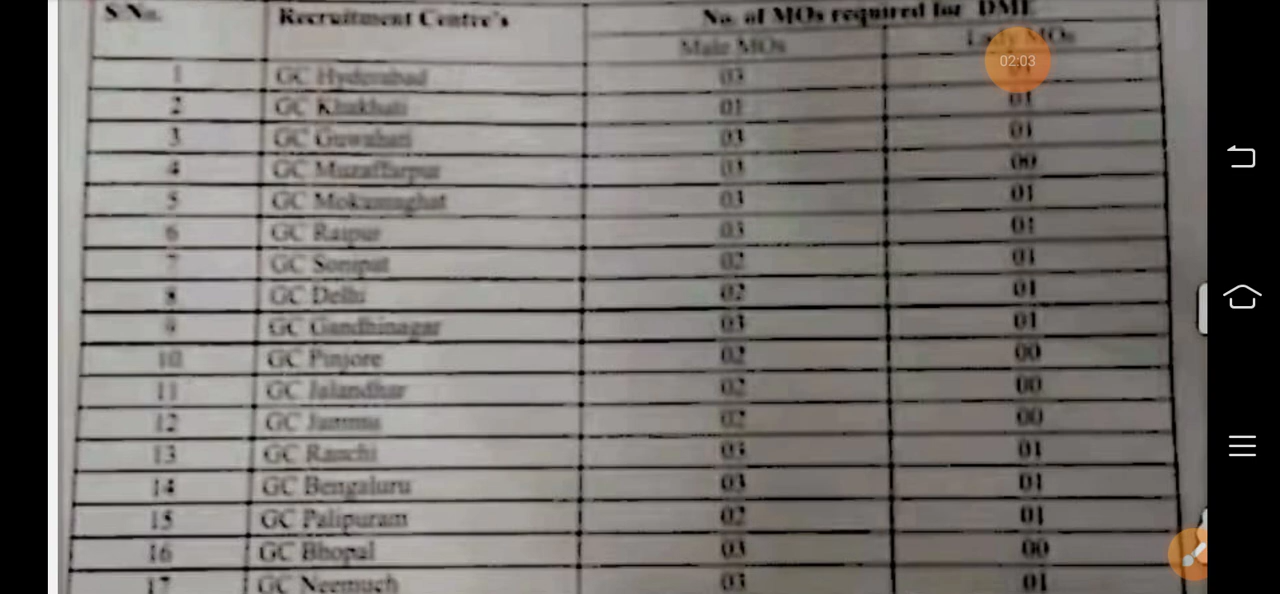 S No. Recruitment Centre's No. of MOs required for DME
Male MOs Lady MOs
02:03
1 GC Hyderabad 03 01
2 GC Khatkhati 01 01
3 GC Guwahati 03 01
4 GC Muzaffarpur 03 00
5 GC Mokamaghat 03 01
6 GC Raipur 03 01
7 GC Sonipat 02 01
8 GC Delhi 02 01
9 GC Gandhinagar 03 01
10 GC Pinjore 02 00
11 GC Jalandhar 02 00
12 GC Jammu 02 00
13 GC Ranchi 03 01
14 GC Bengaluru 03 01
15 GC Palipuram 02 01
16 GC Bhopal 03 00
17 GC Neemuch 03 01